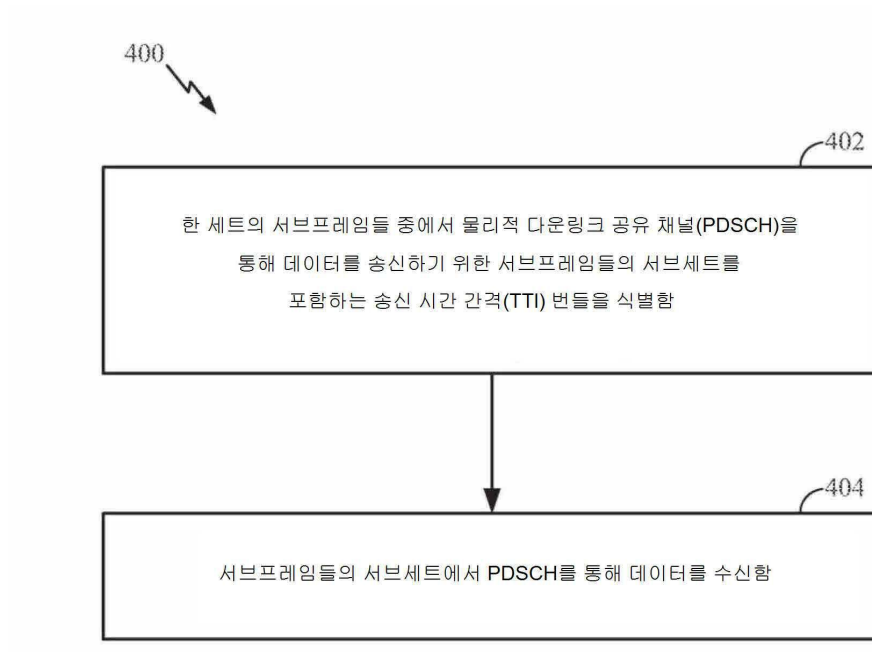 400
402
한 세트의 서브프레임들 중에서 물리적 다운링크 공유 채널(PDSCH)을
통해 데이터를 송신하기 위한 서브프레임들의 서브세트를
포함하는 송신 시간 간격(TTI) 번들을 식별함
404
서브프레임들의 서브세트에서 PDSCH를 통해 데이터를 수신함